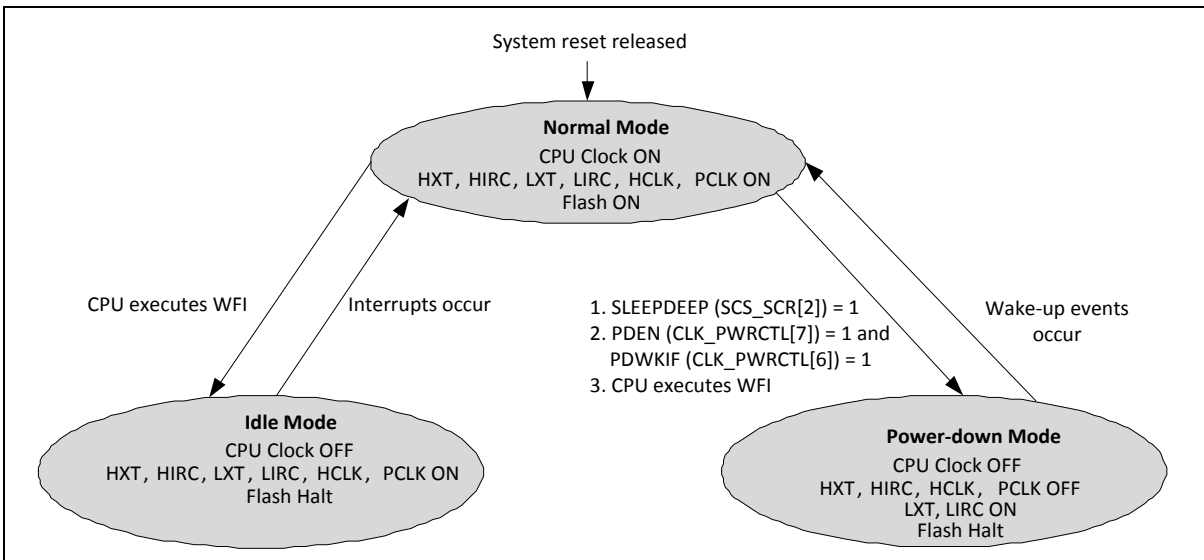 System reset released
Normal Mode
CPU Clock ON
HXT, HIRC, LXT, LIRC, HCLK, PCLK ON
Flash ON
CPU executes WFI
Interrupts occur
1. SLEEPDEEP (SCS_SCR[2]) = 1
2. PDEN (CLK_PWRCTL[7]) = 1 and
PDWKIF (CLK_PWRCTL[6]) = 1
3. CPU executes WFI
Wake-up events
occur
Idle Mode
CPU Clock OFF
HXT, HIRC, LXT, LIRC, HCLK, PCLK ON
Flash Halt
Power-down Mode
CPU Clock OFF
HXT, HIRC, HCLK, PCLK OFF
LXT, LIRC ON
Flash Halt